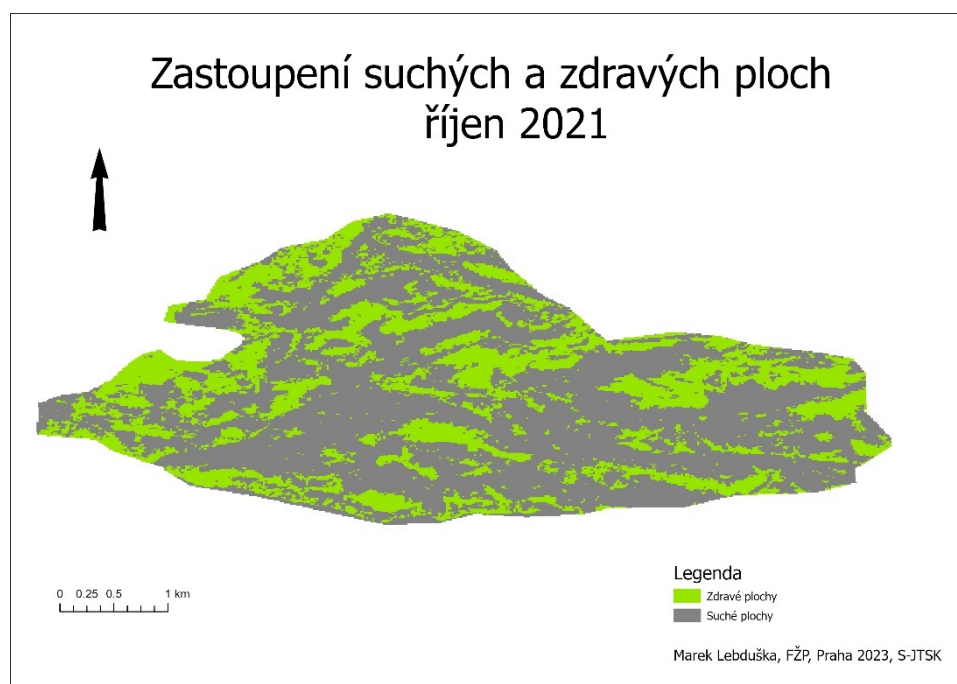 Zastoupení suchých a zdravých ploch
říjen 2021
0 0.25 0.5 1 km
Legenda
Zdravé plochy
Suché plochy
Marek Lebduška, FŽP, Praha 2023, S-JTSK